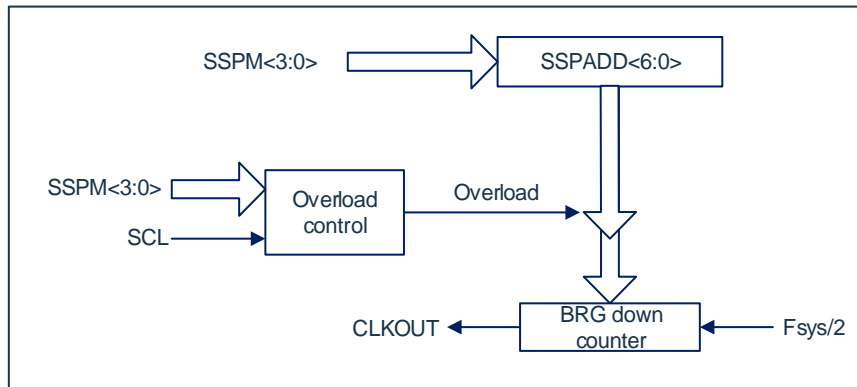 SSPM<3:0>
SSPADD<6:0>
SSPM<3:0>
Overload
control
Overload
SCL
CLKOUT
BRG down
counter
Fsys/2